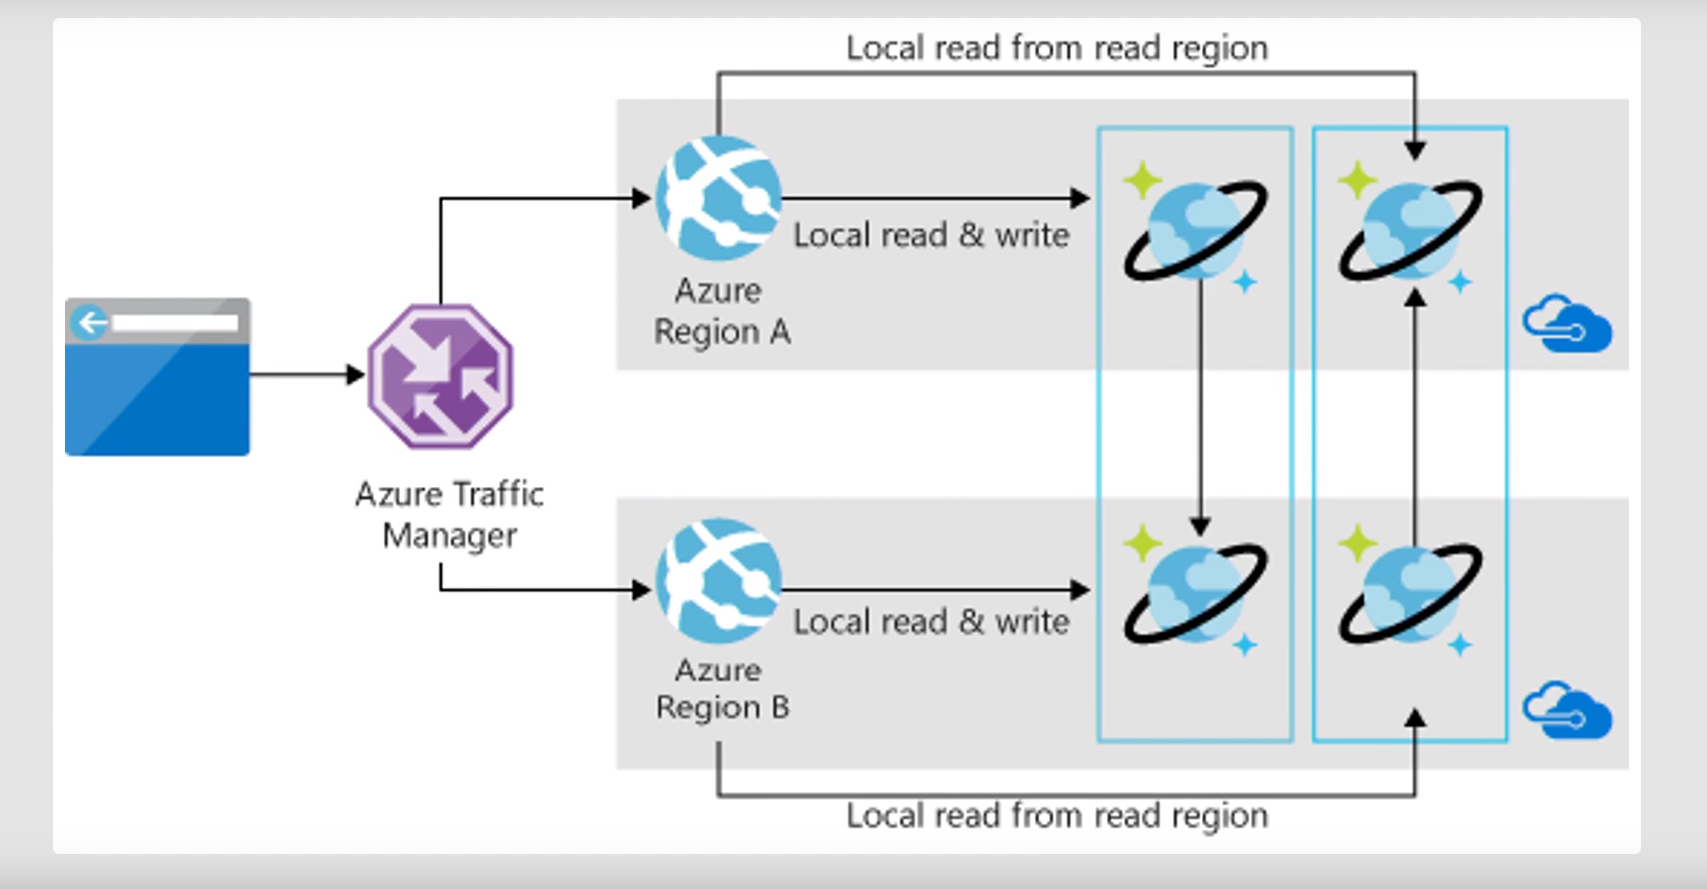 Local read from read region
Local read & write
Azure
Region A
Azure Traffic
Manager
Local read & write
Azure
Region B
Local read from read region